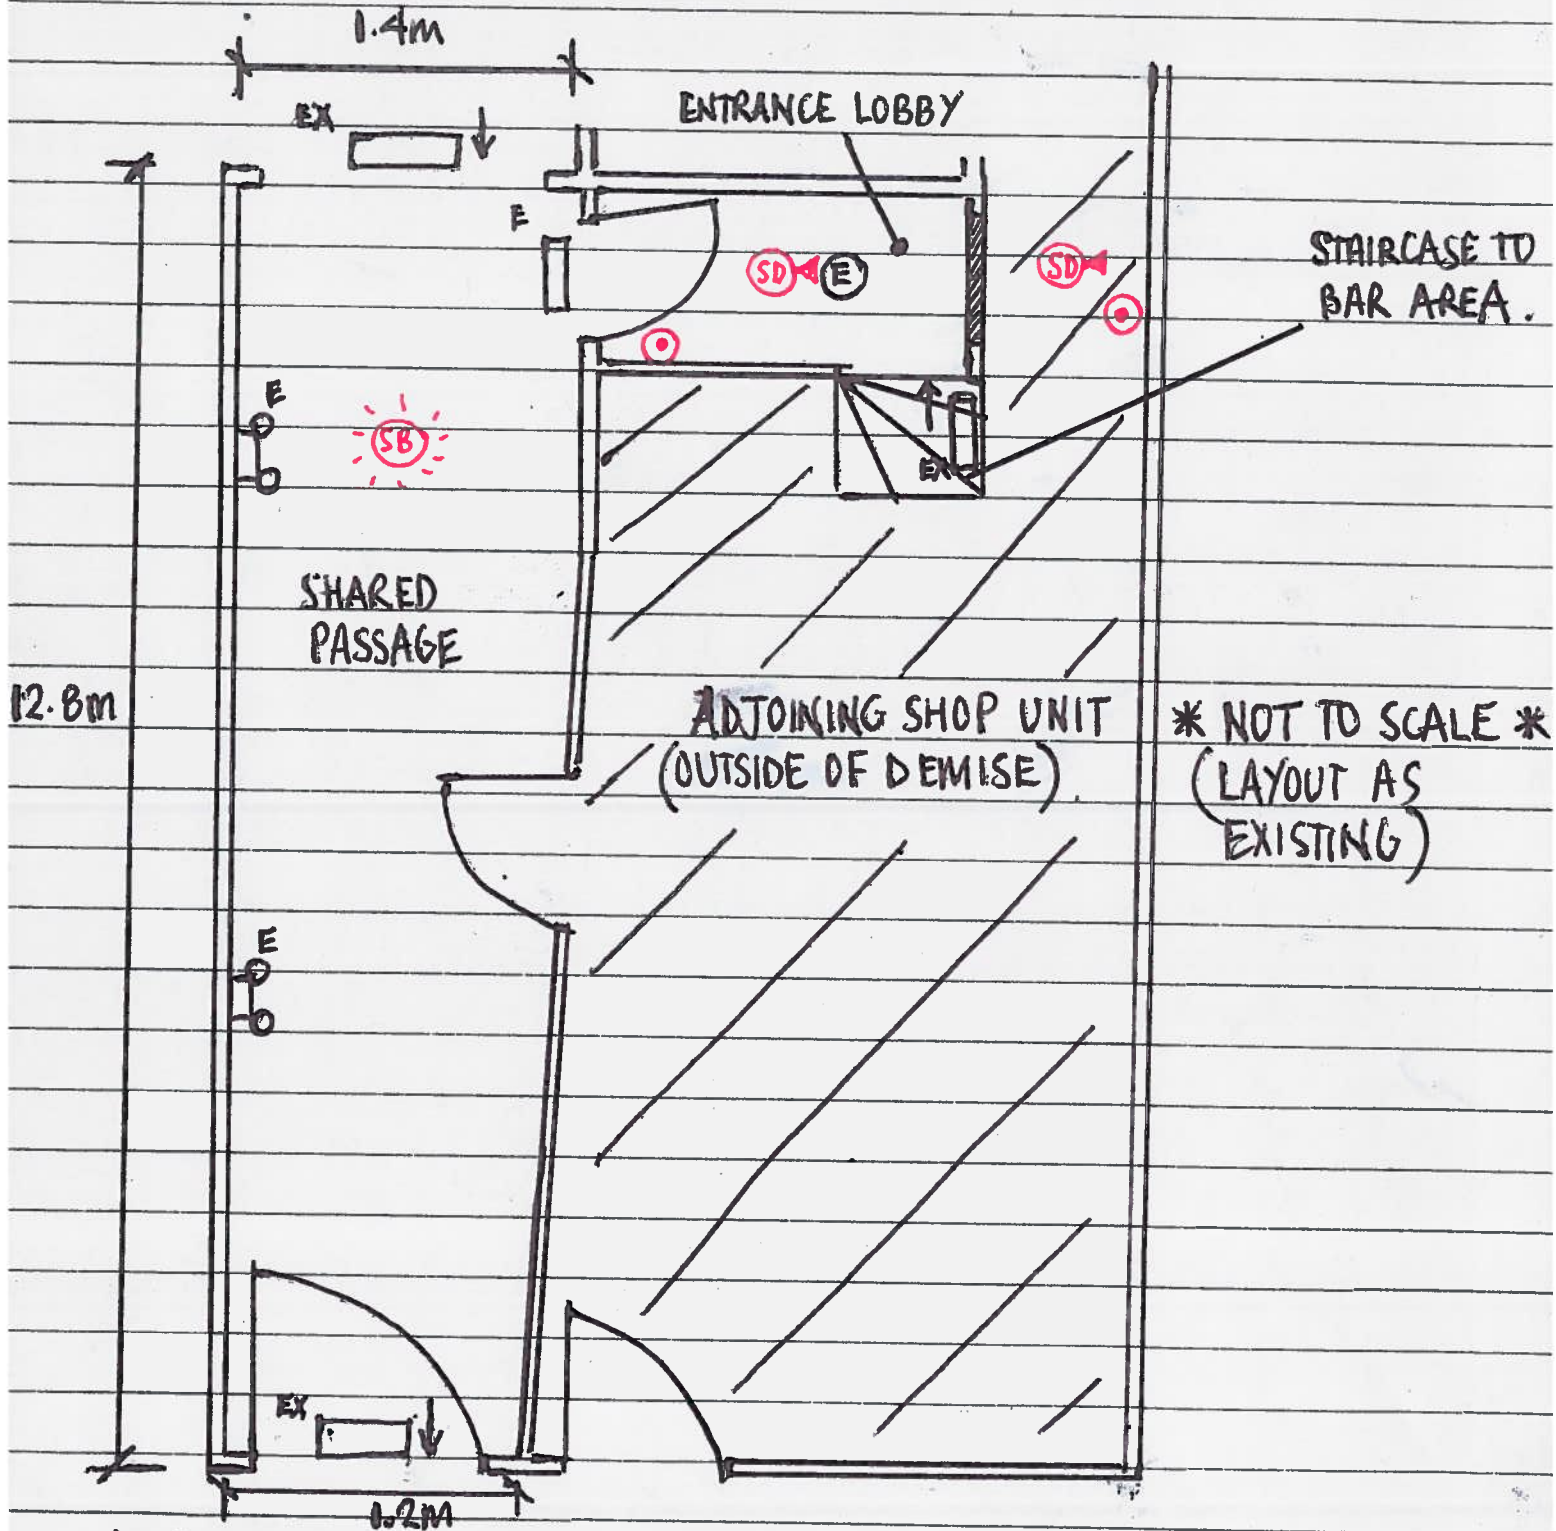 1.4m
EX
ENTRANCE LOBBY
E
SD
E
SD
STAIRCASE TO
BAR AREA.
E
SB
EX
SHARED
PASSAGE
12.8m
ADJOINING SHOP UNIT
(OUTSIDE OF DEMISE).
* NOT TO SCALE *
(LAYOUT AS
EXISTING)
E
EX
1.2M